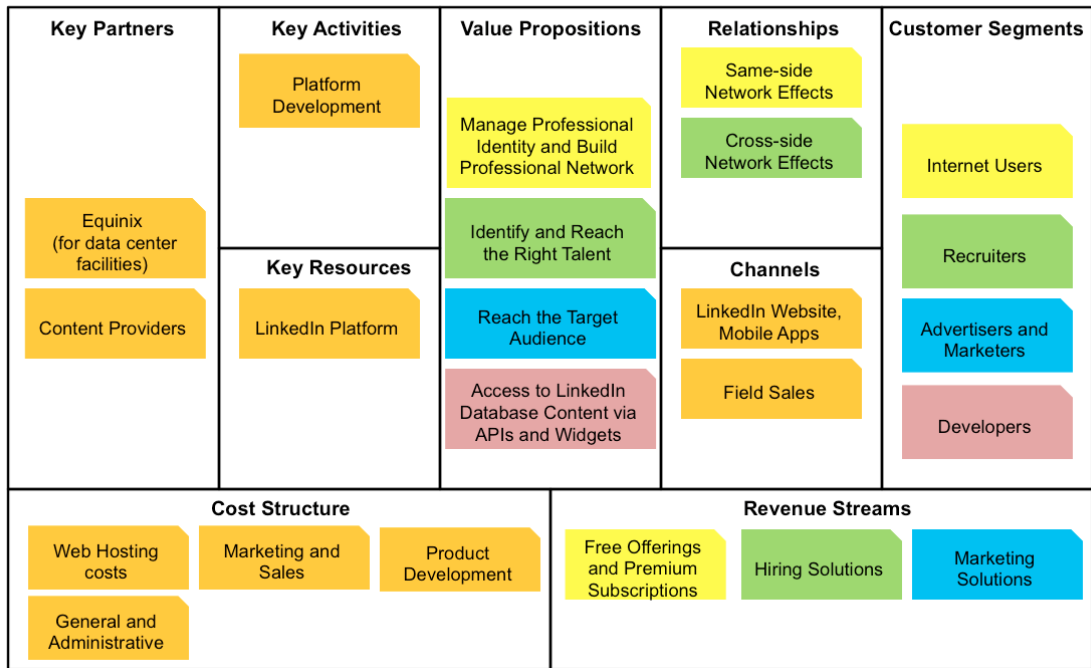 Key Partners
Equinix
(for data center
facilities)
Content Providers
Key Activities
Platform
Development
Key Resources
LinkedIn Platform
Value Propositions
Manage Professional
Identity and Build
Professional Network
Identify and Reach
the Right Talent
Reach the Target
Audience
Access to LinkedIn
Database Content via
APIs and Widgets
Relationships
Same-side
Network Effects
Cross-side
Network Effects
Channels
LinkedIn Website,
Mobile Apps
Field Sales
Customer Segments
Internet Users
Recruiters
Advertisers and
Marketers
Developers
Cost Structure
Web Hosting
costs
Marketing and
Sales
Product
Development
General and
Administrative
Revenue Streams
Free Offerings
and Premium
Subscriptions
Hiring Solutions
Marketing
Solutions